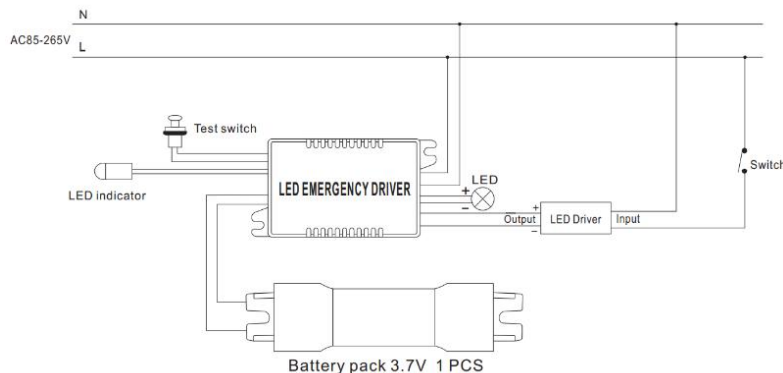 N
AC85-265V
L
Test switch
LED indicator
LED EMERGENCY DRIVER
LED
+
−
+
Output
−
LED Driver
Input
Switch
Battery pack 3.7V 1 PCS